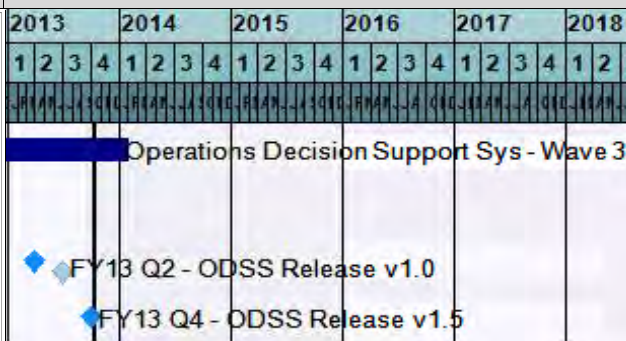 2013 2014 2015 2016 2017 2018
1 2 3 4 1 2 3 4 1 2 3 4 1 2 3 4 1 2 3 4 1 2
Operations Decision Support Sys - Wave 3
FY13 Q2 - ODSS Release v1.0
FY13 Q4 - ODSS Release v1.5